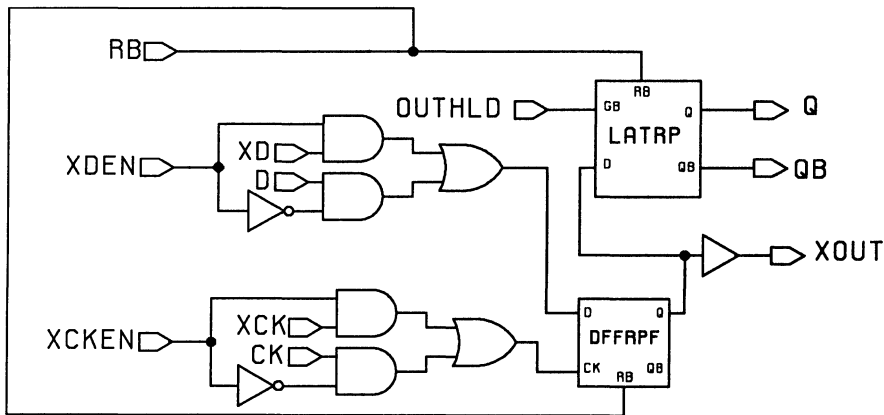 RB
OUTHLD
RB
GB
Q
LATRP
D
QB
Q
QB
XDEN
XD
D
XOUT
XCKEN
XCK
CK
D
Q
DFFRPF
CK
QB
RB